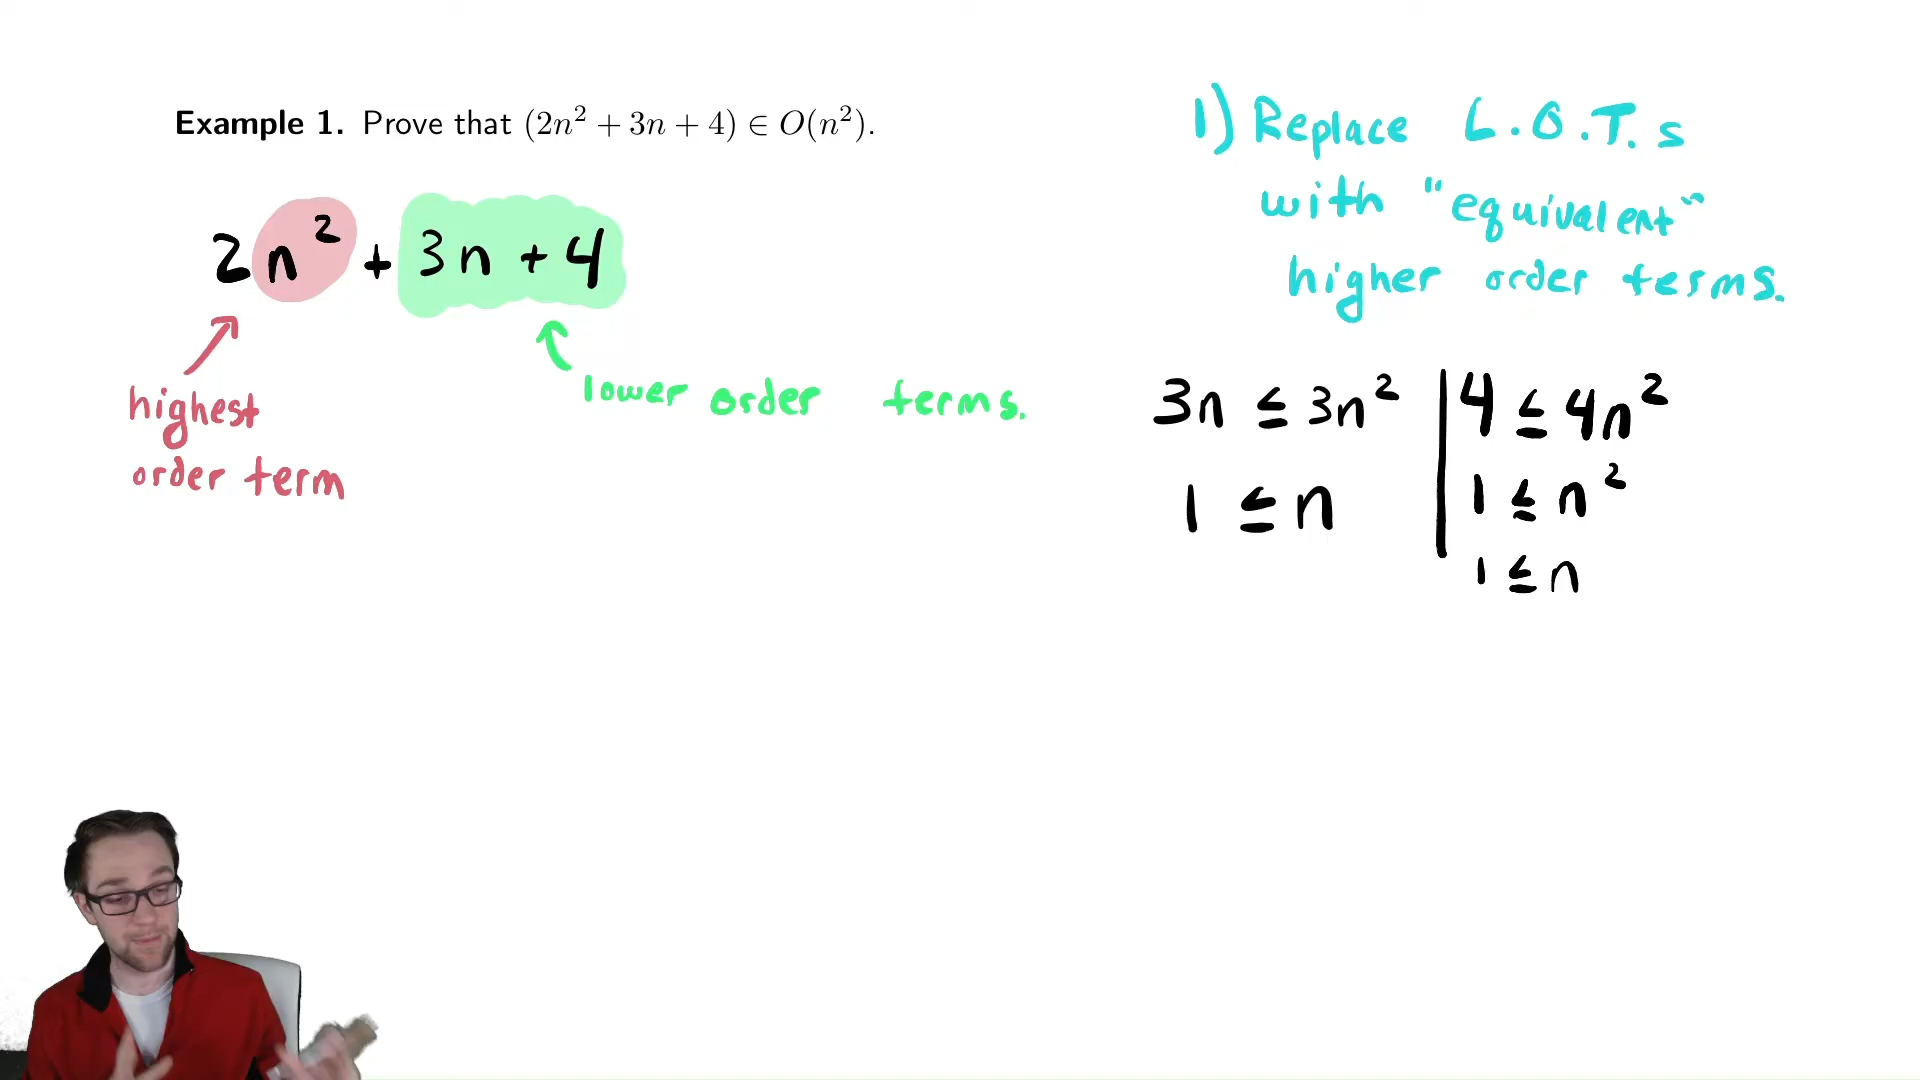 Example 1. Prove that (2n² + 3n + 4) ∈ O(n²).
2n² + 3n + 4
highest
order term
lower order terms.
1) Replace L.O.T.s
with "equivalent"
higher order terms.
3n ≤ 3n²
1 ≤ n
4 ≤ 4n²
1 ≤ n²
1 ≤ n